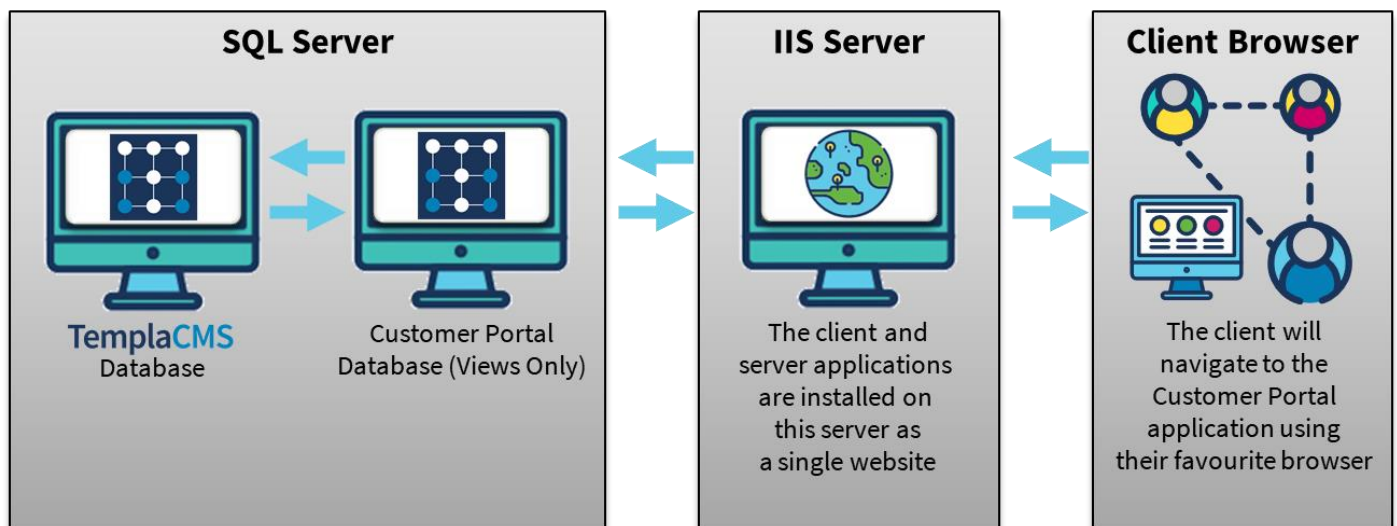 SQL Server
TemplaCMS
Database
Customer Portal
Database (Views Only)
IIS Server
The client and
server applications
are installed on
this server as
a single website
Client Browser
The client will
navigate to the
Customer Portal
application using
their favourite browser